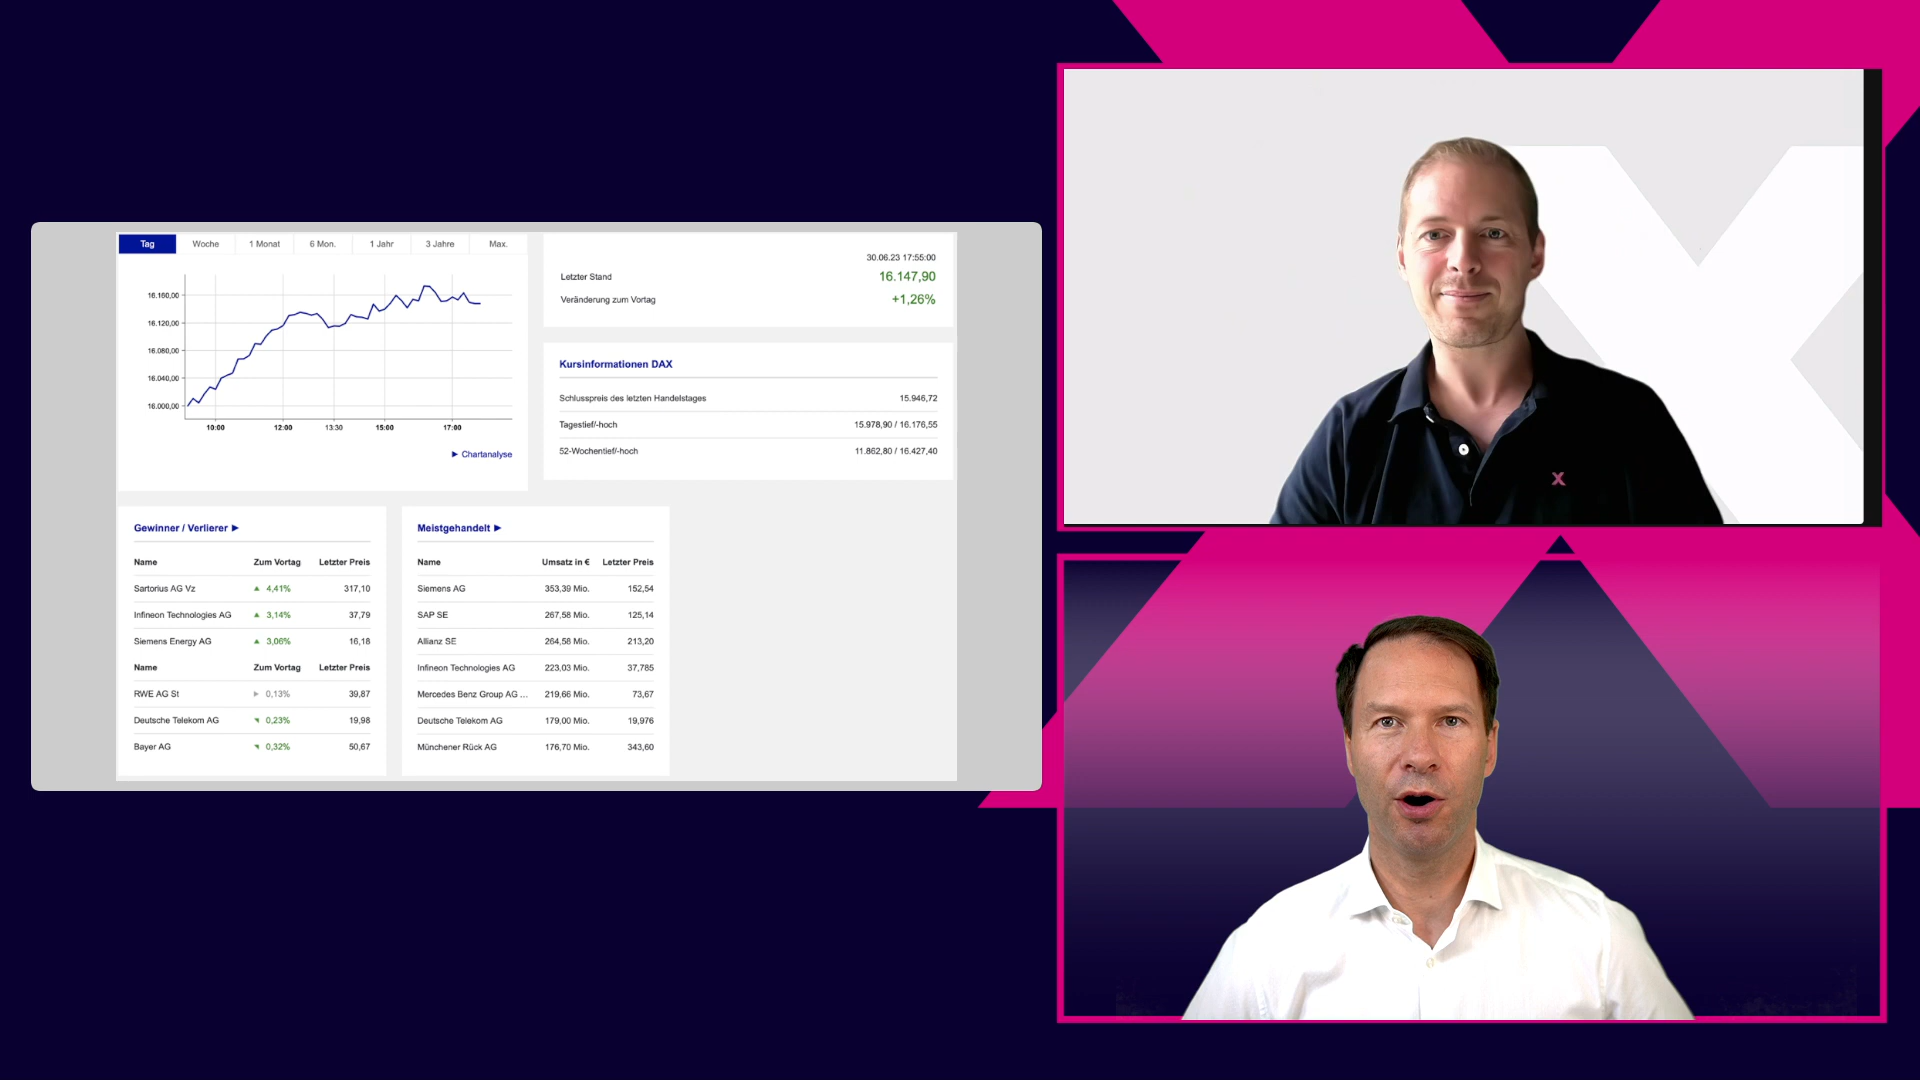 Tag Woche 1 Monat 6 Mon. 1 Jahr 3 Jahre Max.
16.160,00
16.120,00
16.080,00
16.040,00
16.000,00
10:00 12:00 13:30 15:00 17:00
▶ Chartanalyse
30.06.23 17:55:00
Letzter Stand 16.147,90
Veränderung zum Vortag +1,26%
Kursinformationen DAX
Schlusspreis des letzten Handelstages 15.946,72
Tagestief/-hoch 15.978,90 / 16.176,55
52-Wochentief/-hoch 11.862,80 / 16.427,40
Gewinner / Verlierer ▶
Name Zum Vortag Letzter Preis
Sartorius AG Vz 4,41% 317,10
Infineon Technologies AG 3,14% 37,79
Siemens Energy AG 3,06% 16,18
Name Zum Vortag Letzter Preis
RWE AG St 0,13% 39,87
Deutsche Telekom AG 0,23% 19,98
Bayer AG 0,32% 50,67
Meistgehandelt ▶
Name Umsatz in € Letzter Preis
Siemens AG 353,39 Mio. 152,54
SAP SE 267,58 Mio. 125,14
Allianz SE 264,58 Mio. 213,20
Infineon Technologies AG 223,03 Mio. 37,785
Mercedes Benz Group AG ... 219,66 Mio. 73,67
Deutsche Telekom AG 179,00 Mio. 19,976
Münchener Rück AG 176,70 Mio. 343,60
X
X